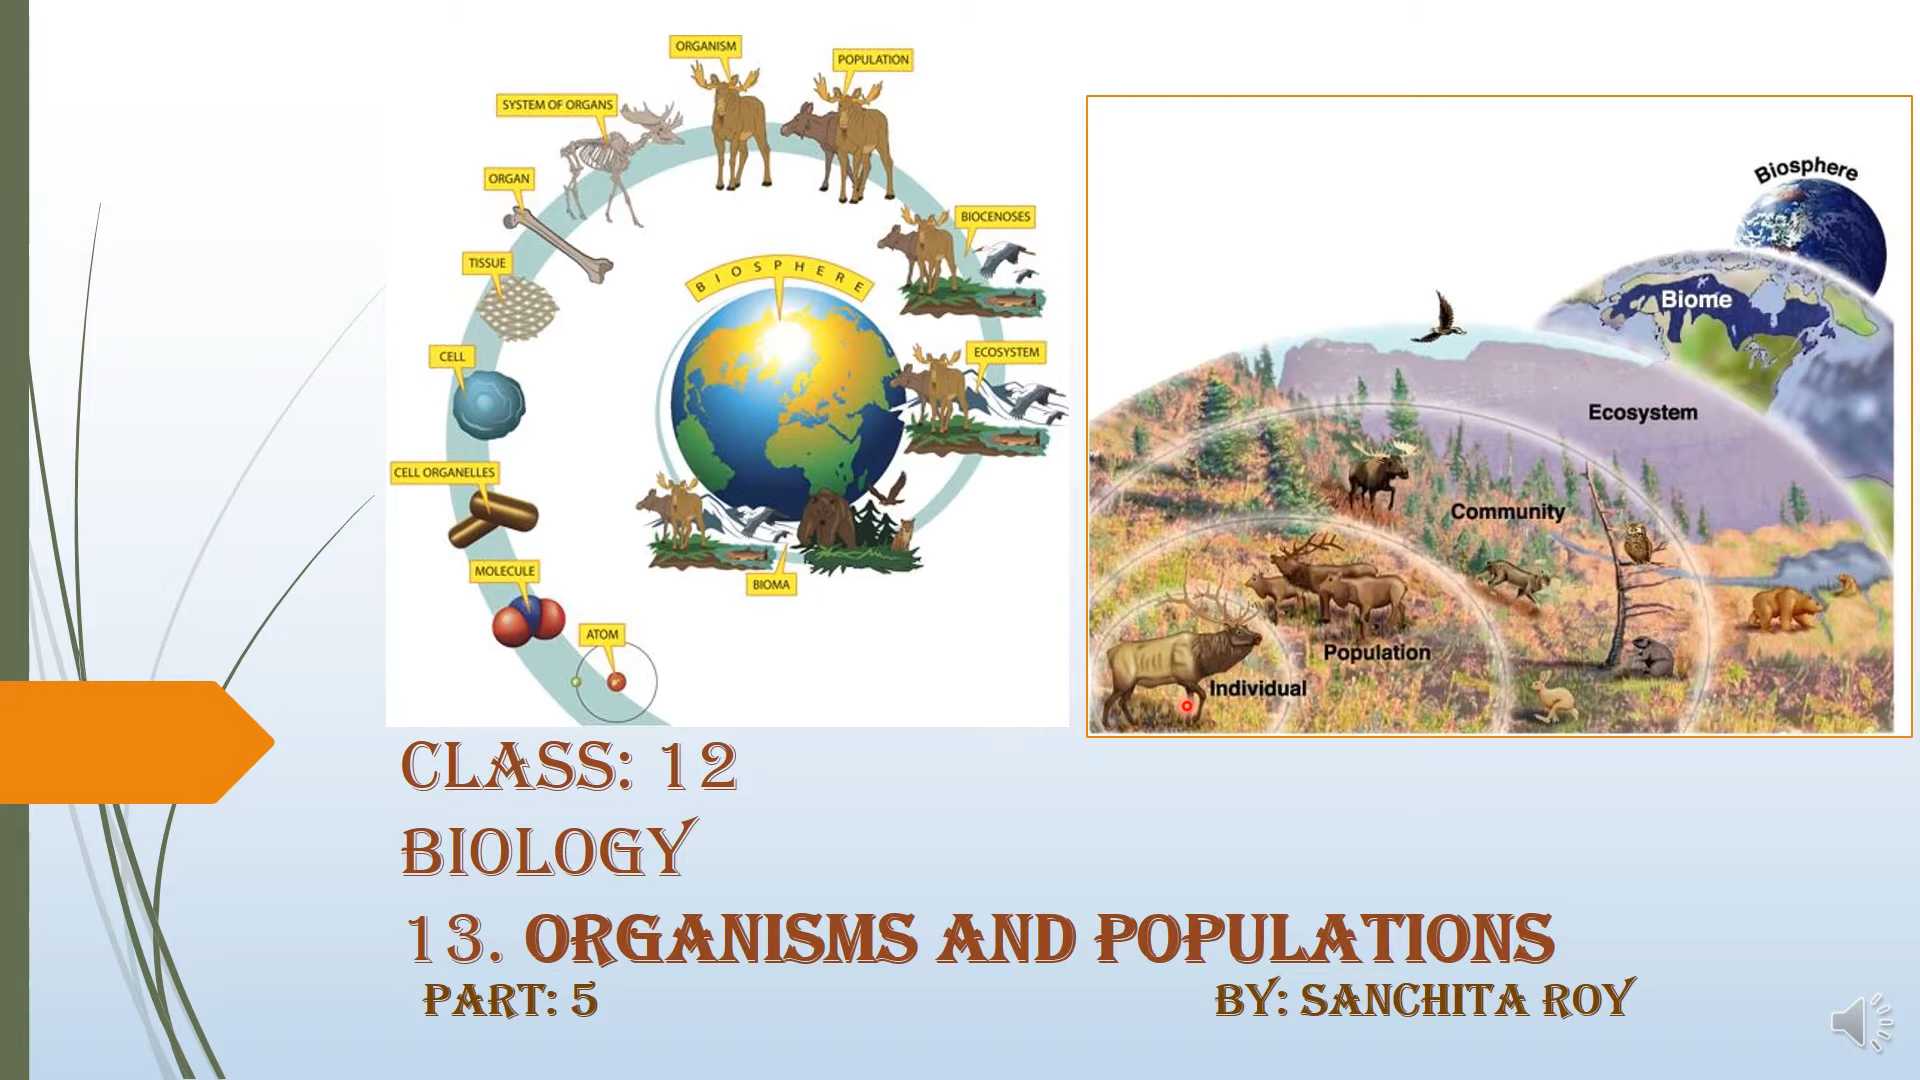 ORGANISM
POPULATION
SYSTEM OF ORGANS
ORGAN
BIOCENOSES
TISSUE
BIOSPHERE
CELL
ECOSYSTEM
CELL ORGANELLES
MOLECULE
BIOMA
ATOM
Biosphere
Biome
Ecosystem
Community
Population
Individual
CLASS: 12
BIOLOGY
13. ORGANISMS AND POPULATIONS
PART: 5 BY: SANCHITA ROY